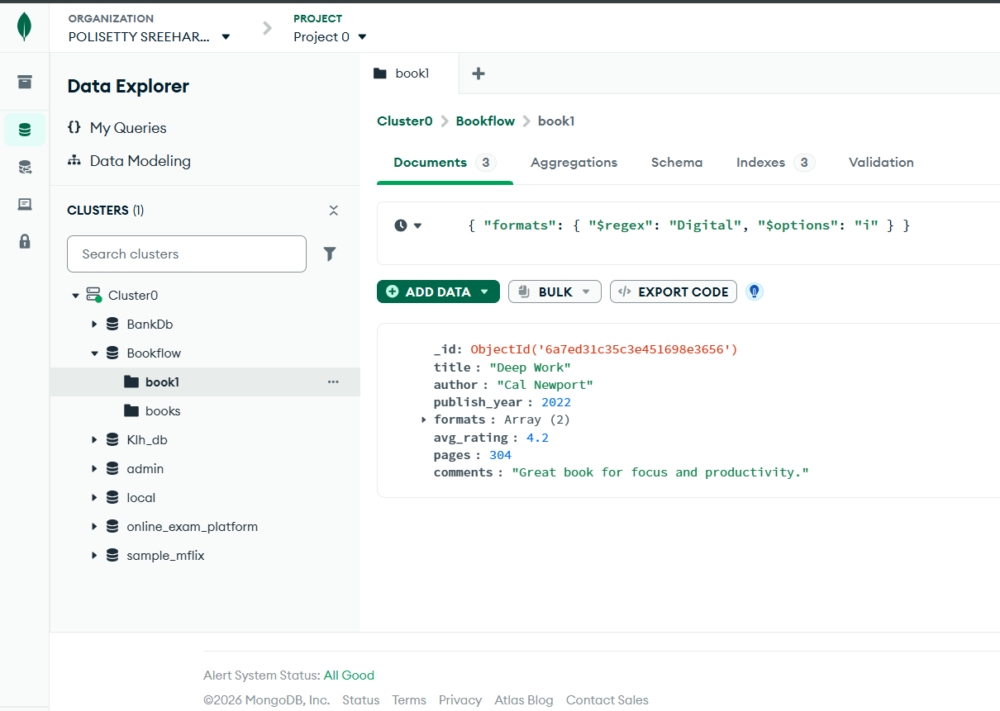 ORGANIZATION
POLISETTY SREEHAR...
PROJECT
Project 0
Data Explorer
My Queries
Data Modeling
CLUSTERS (1)
Search clusters
Cluster0
BankDb
Bookflow
book1
books
Klh_db
admin
local
online_exam_platform
sample_mflix
book1
Cluster0 > Bookflow > book1
Documents 3 Aggregations Schema Indexes 3 Validation
{ "formats": { "$regex": "Digital", "$options": "i" } }
ADD DATA BULK EXPORT CODE
_id: ObjectId('6a7ed31c35c3e451698e3656')
title : "Deep Work"
author : "Cal Newport"
publish_year : 2022
formats : Array (2)
avg_rating : 4.2
pages : 304
comments : "Great book for focus and productivity."
Alert System Status: All Good
©2026 MongoDB, Inc. Status Terms Privacy Atlas Blog Contact Sales